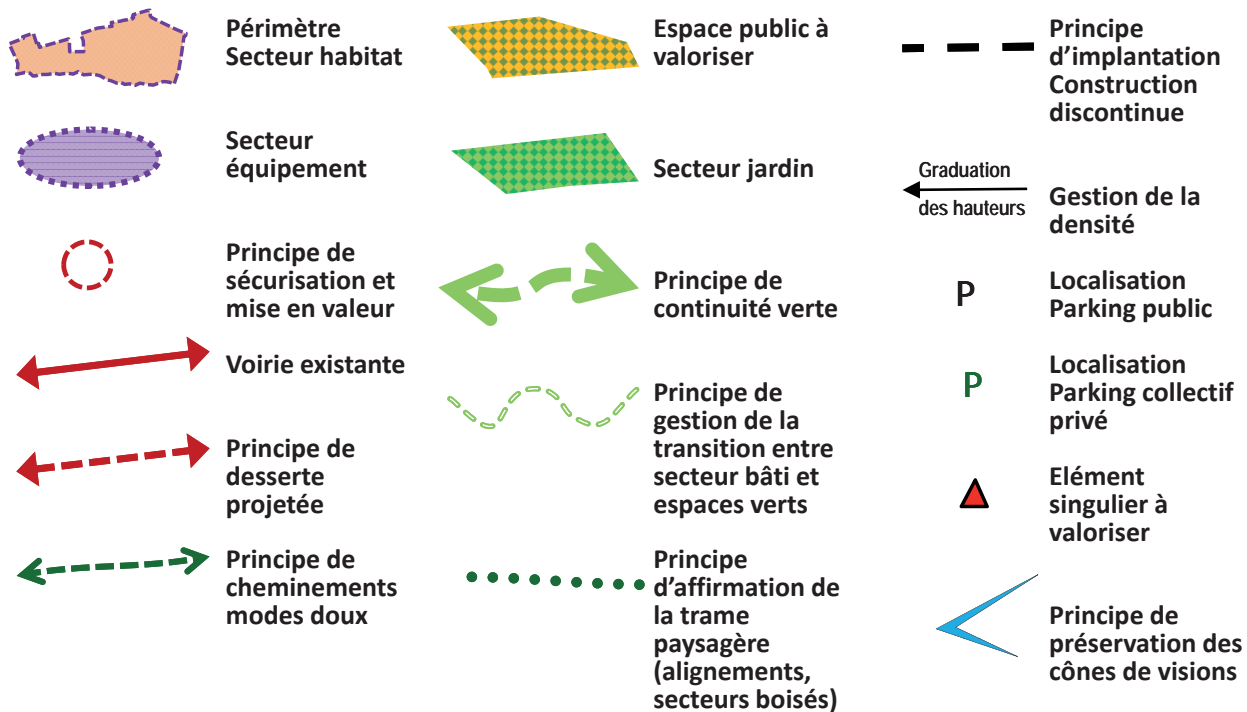 Périmètre
Secteur habitat
Secteur
équipement
Principe de
sécurisation et
mise en valeur
Voirie existante
Principe de
desserte
projetée
Principe de
cheminements
modes doux
Espace public à
valoriser
Secteur jardin
Principe de
continuité verte
Principe de
gestion de la
transition entre
secteur bâti et
espaces verts
Principe
d'affirmation de
la trame
paysagère
(alignements,
secteurs boisés)
Principe
d'implantation
Construction
discontinue
Graduation
des hauteurs
Gestion de la
densité
P
Localisation
Parking public
P
Localisation
Parking collectif
privé
Elément
singulier à
valoriser
Principe de
préservation des
cônes de visions